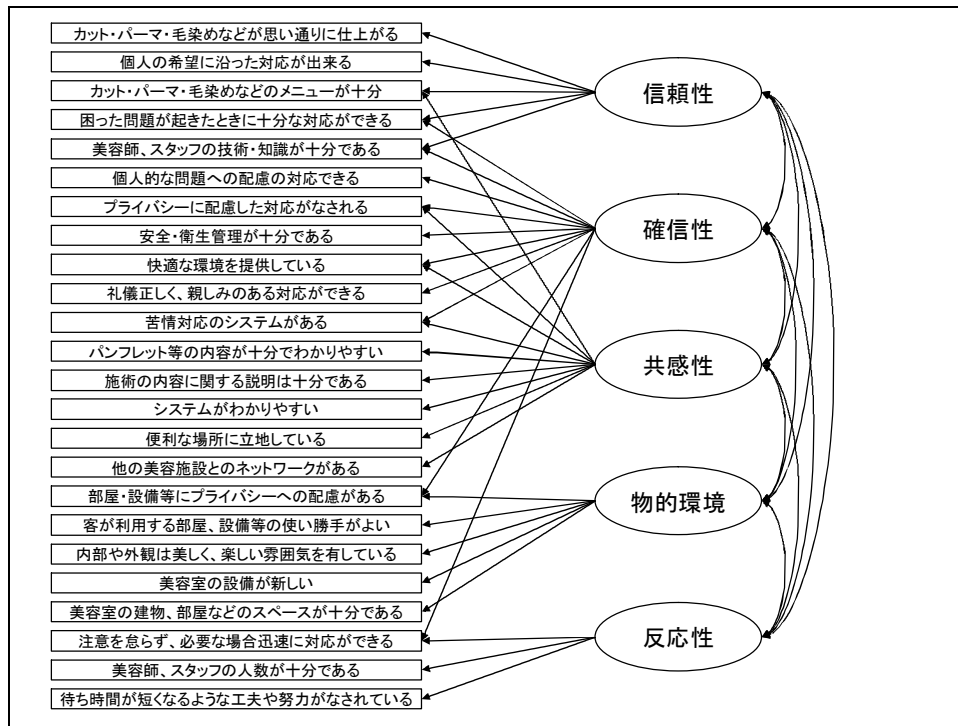 カット・パーマ・毛染めなどが思い通りに仕上がる
個人の希望に沿った対応が出来る
カット・パーマ・毛染めなどのメニューが十分
困った問題が起きたときに十分な対応ができる
美容師、スタッフの技術・知識が十分である
個人的な問題への配慮の対応できる
プライバシーに配慮した対応がなされる
安全・衛生管理が十分である
快適な環境を提供している
礼儀正しく、親しみのある対応ができる
苦情対応のシステムがある
パンフレット等の内容が十分でわかりやすい
施術の内容に関する説明は十分である
システムがわかりやすい
便利な場所に立地している
他の美容施設とのネットワークがある
部屋・設備等にプライバシーへの配慮がある
客が利用する部屋、設備等の使い勝手がよい
内部や外観は美しく、楽しい雰囲気を有している
美容室の設備が新しい
美容室の建物、部屋などのスペースが十分である
注意を怠らず、必要な場合迅速に対応ができる
美容師、スタッフの人数が十分である
待ち時間が短くなるような工夫や努力がなされている
信頼性
確信性
共感性
物的環境
反応性